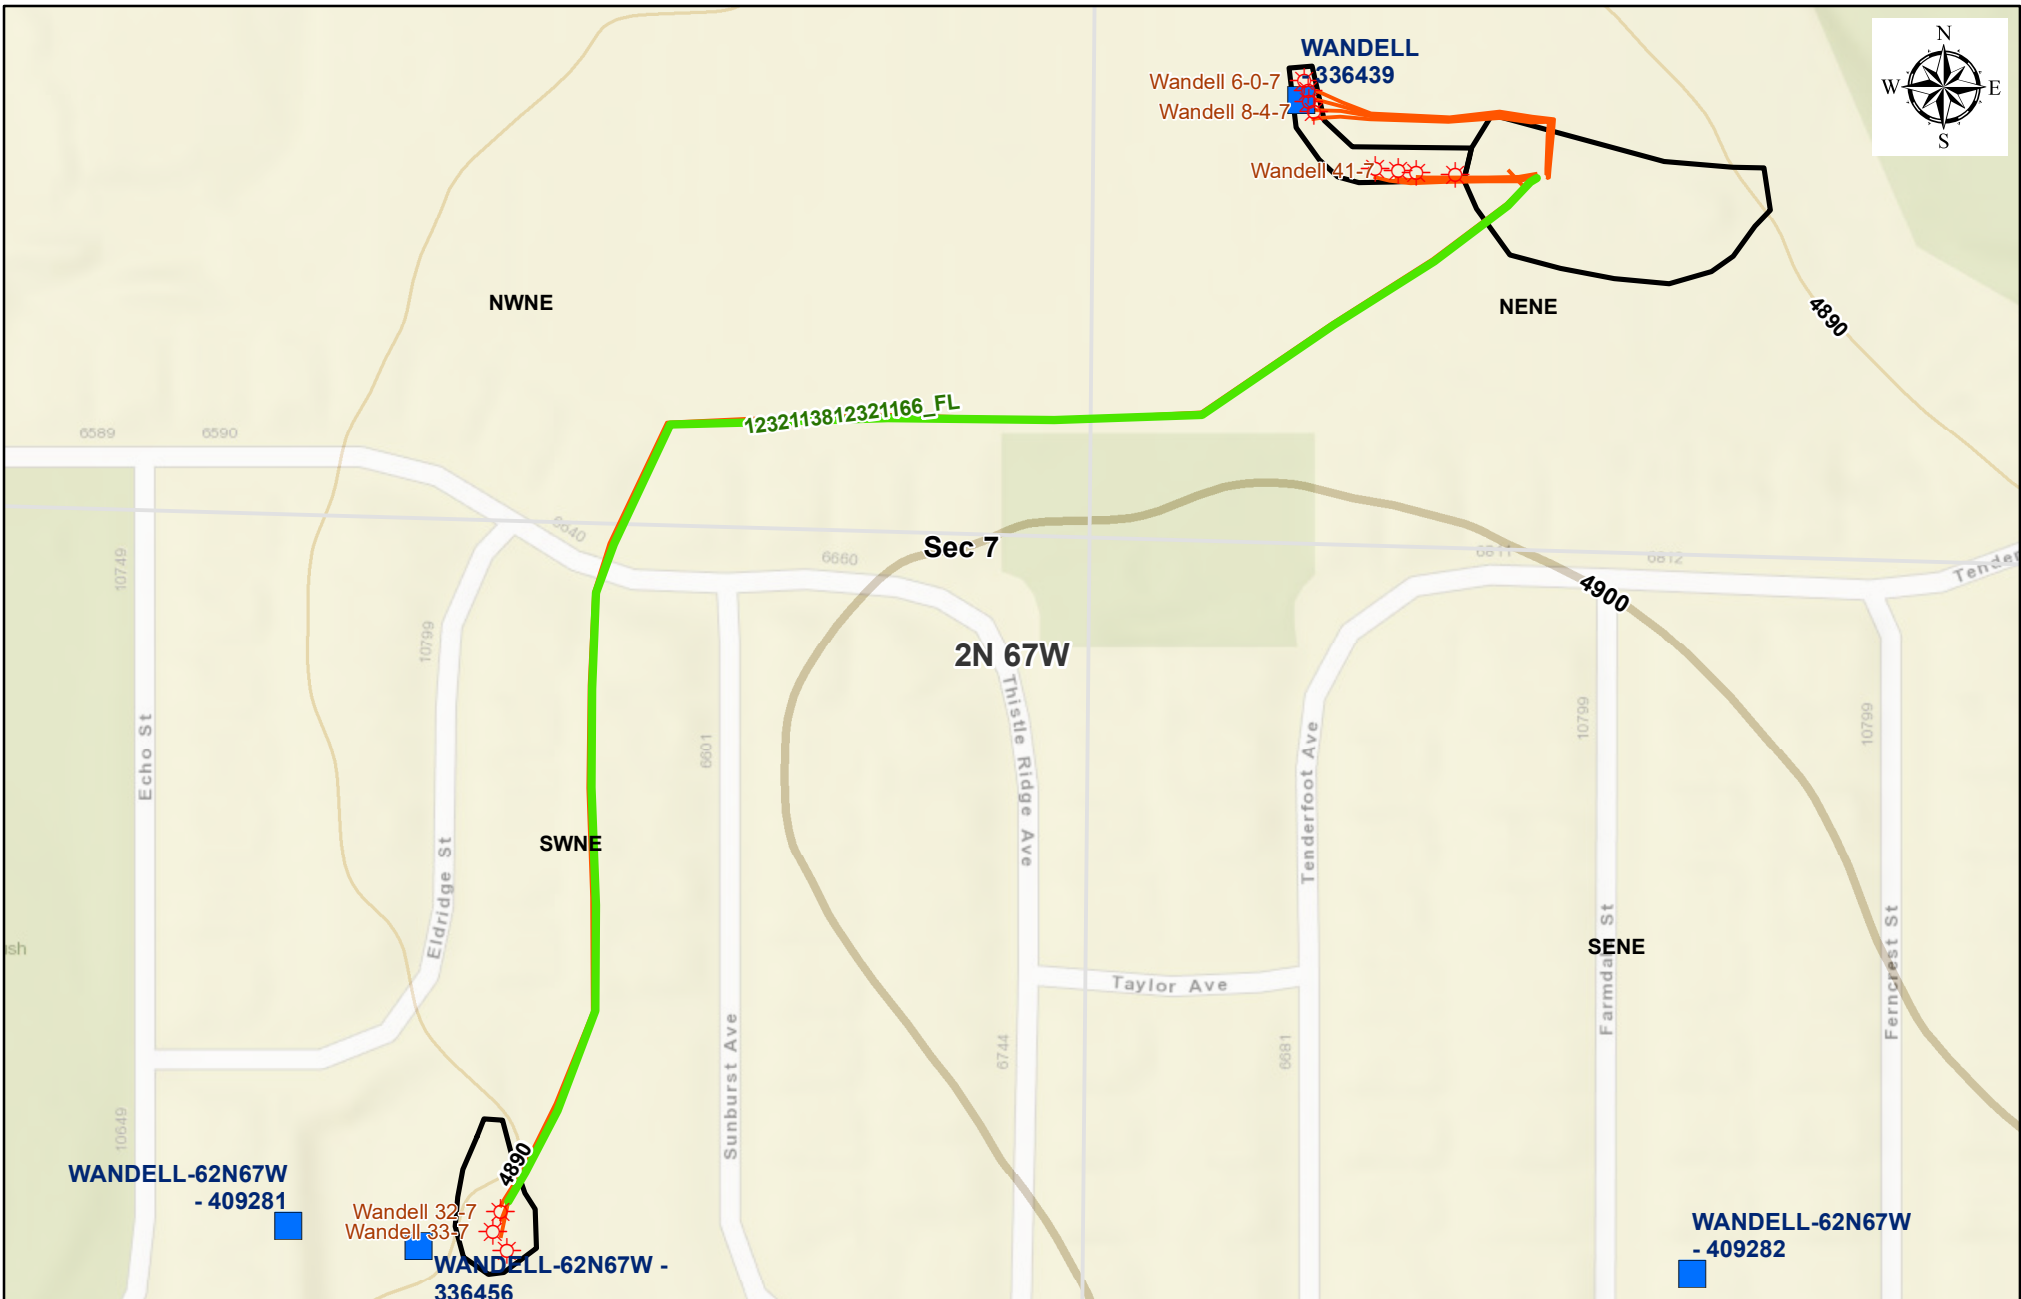 N
W E
S
WANDELL
- 336439
Wandell 6-0-7
Wandell 8-4-7
Wandell 41-7
NWNE
NENE
4890
1232113812321166_FL
6589
6590
6640
6660
Sec 7
6811
6812
Tender
4900
10749
10799
2N 67W
Thistle Ridge Ave
6601
Echo St
Tenderfoot Ave
10799
10799
SWNE
Eldridge St
SENE
Farmdale St
Ferncrest St
Taylor Ave
Sunburst Ave
6744
6681
10649
4890
WANDELL-62N67W
- 409281
Wandell 32-7
Wandell 33-7
WANDELL-62N67W -
336456
WANDELL-62N67W
- 409282